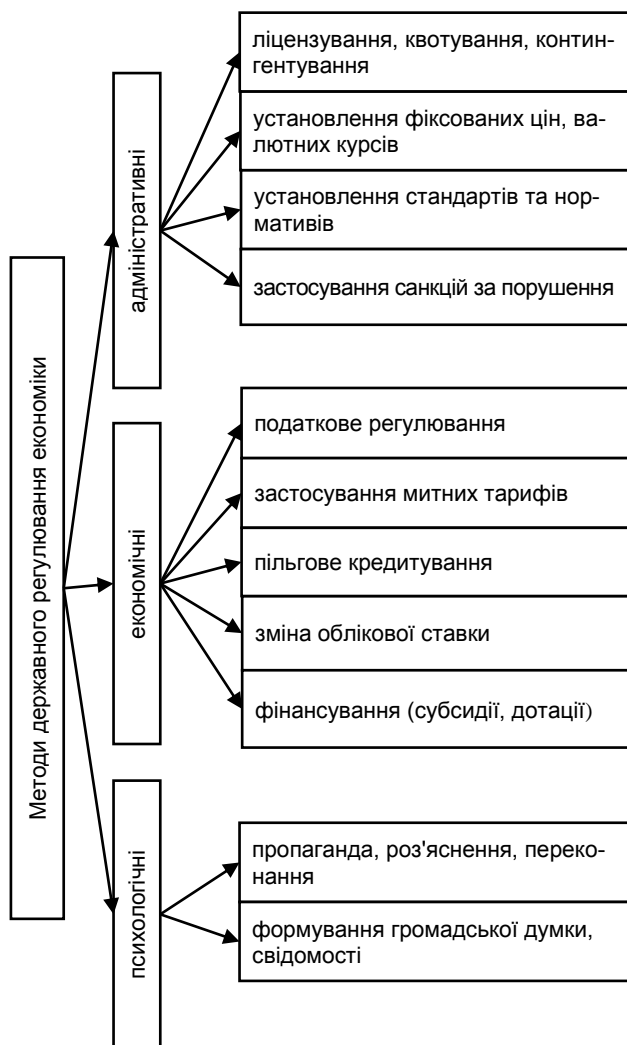 Методи державного регулювання економіки
адміністративні
ліцензування, квотування, контин-
гентування
установлення фіксованих цін, ва-
лютних курсів
установлення стандартів та нор-
мативів
застосування санкцій за порушення
економічні
податкове регулювання
застосування митних тарифів
пільгове кредитування
зміна облікової ставки
фінансування (субсидії, дотації)
психологічні
пропаганда, роз'яснення, переко-
нання
формування громадської думки,
свідомості